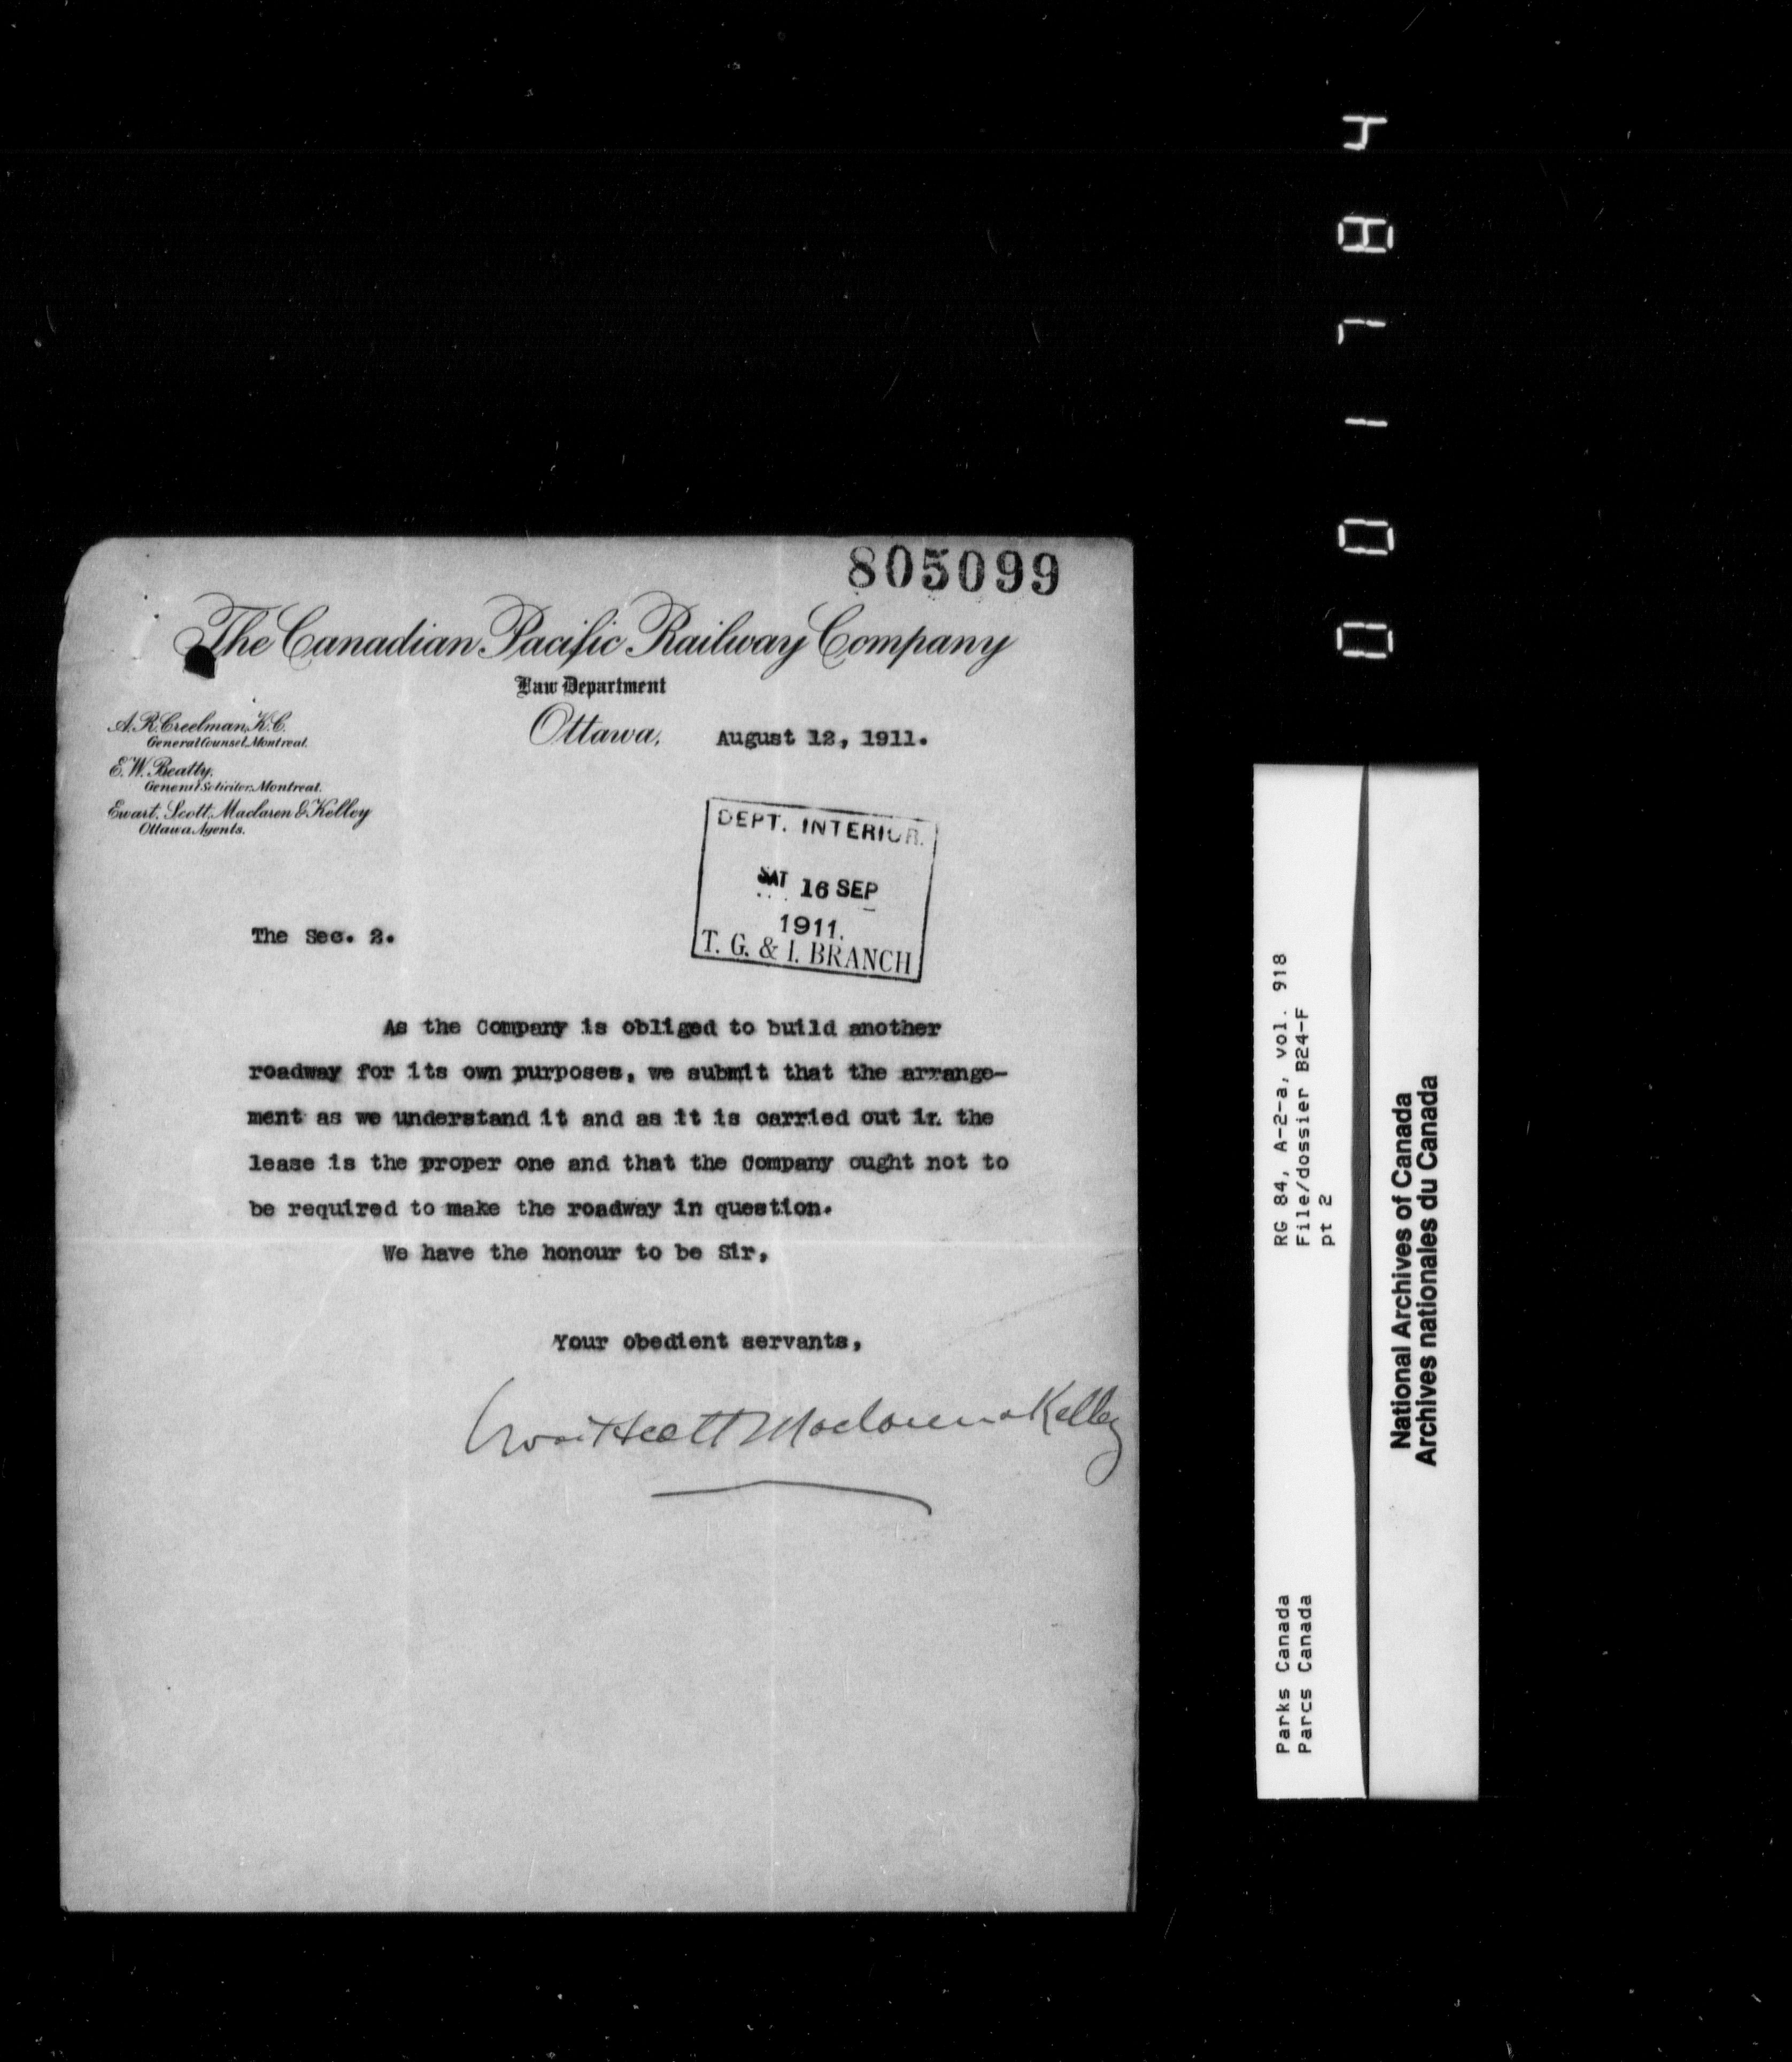 805099
The Canadian Pacific Railway Company
Law Department
A. R. Creelman, K.C.
General Counsel, Montreal.
Ottawa, August 12, 1911.
E. W. Beatty,
General Solicitor, Montreal.
Ewart, Scott, Maclaren & Kelley
Ottawa Agents.
DEPT. INTERIOR.
SAT 16 SEP
1911.
T. G. & I. BRANCH
The Sec. 2.
As the Company is obliged to build another
roadway for its own purposes, we submit that the arrange-
ment as we understand it and as it is carried out in the
lease is the proper one and that the Company ought not to
be required to make the roadway in question.
We have the honour to be Sir,
Your obedient servants,
Ewart Scott Maclaren & Kelley
RG 84, A-2-a, vol. 918
File/dossier B24-F
pt 2
Parks Canada
Parcs Canada
National Archives of Canada
Archives nationales du Canada